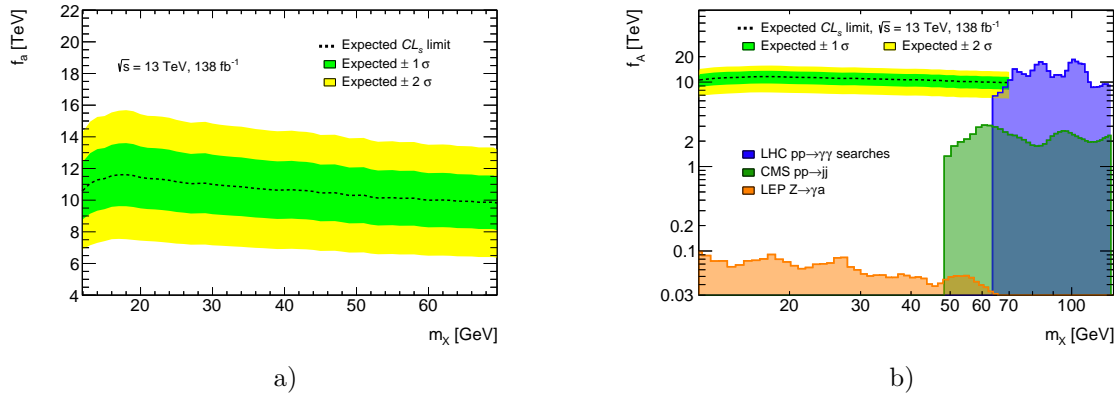 f_a [TeV]
22
20
18
16
14
12
10
8
6
4
20 30 40 50 60
m_X [GeV]
√s = 13 TeV, 138 fb⁻¹
Expected CL_s limit
Expected ± 1 σ
Expected ± 2 σ
a)
f_A [TeV]
20
10
2
1
0.2
0.1
0.03
20 30 40 50 60 70 100
m_X [GeV]
Expected CL_s limit, √s = 13 TeV, 138 fb⁻¹
Expected ± 1 σ Expected ± 2 σ
LHC pp→γγ searches
CMS pp→jj
LEP Z→γa
b)